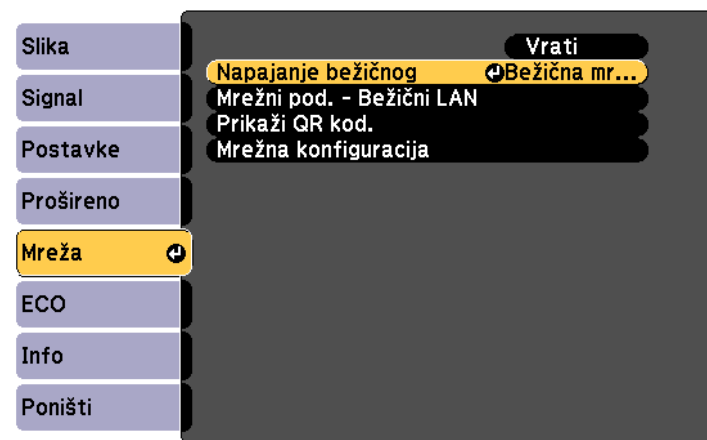 Slika
Signal
Postavke
Prošireno
Mreža
ECO
Info
Poništi
Vrati
Napajanje bežičnog Bežična mr...
Mrežni pod. - Bežični LAN
Prikaži QR kod.
Mrežna konfiguracija